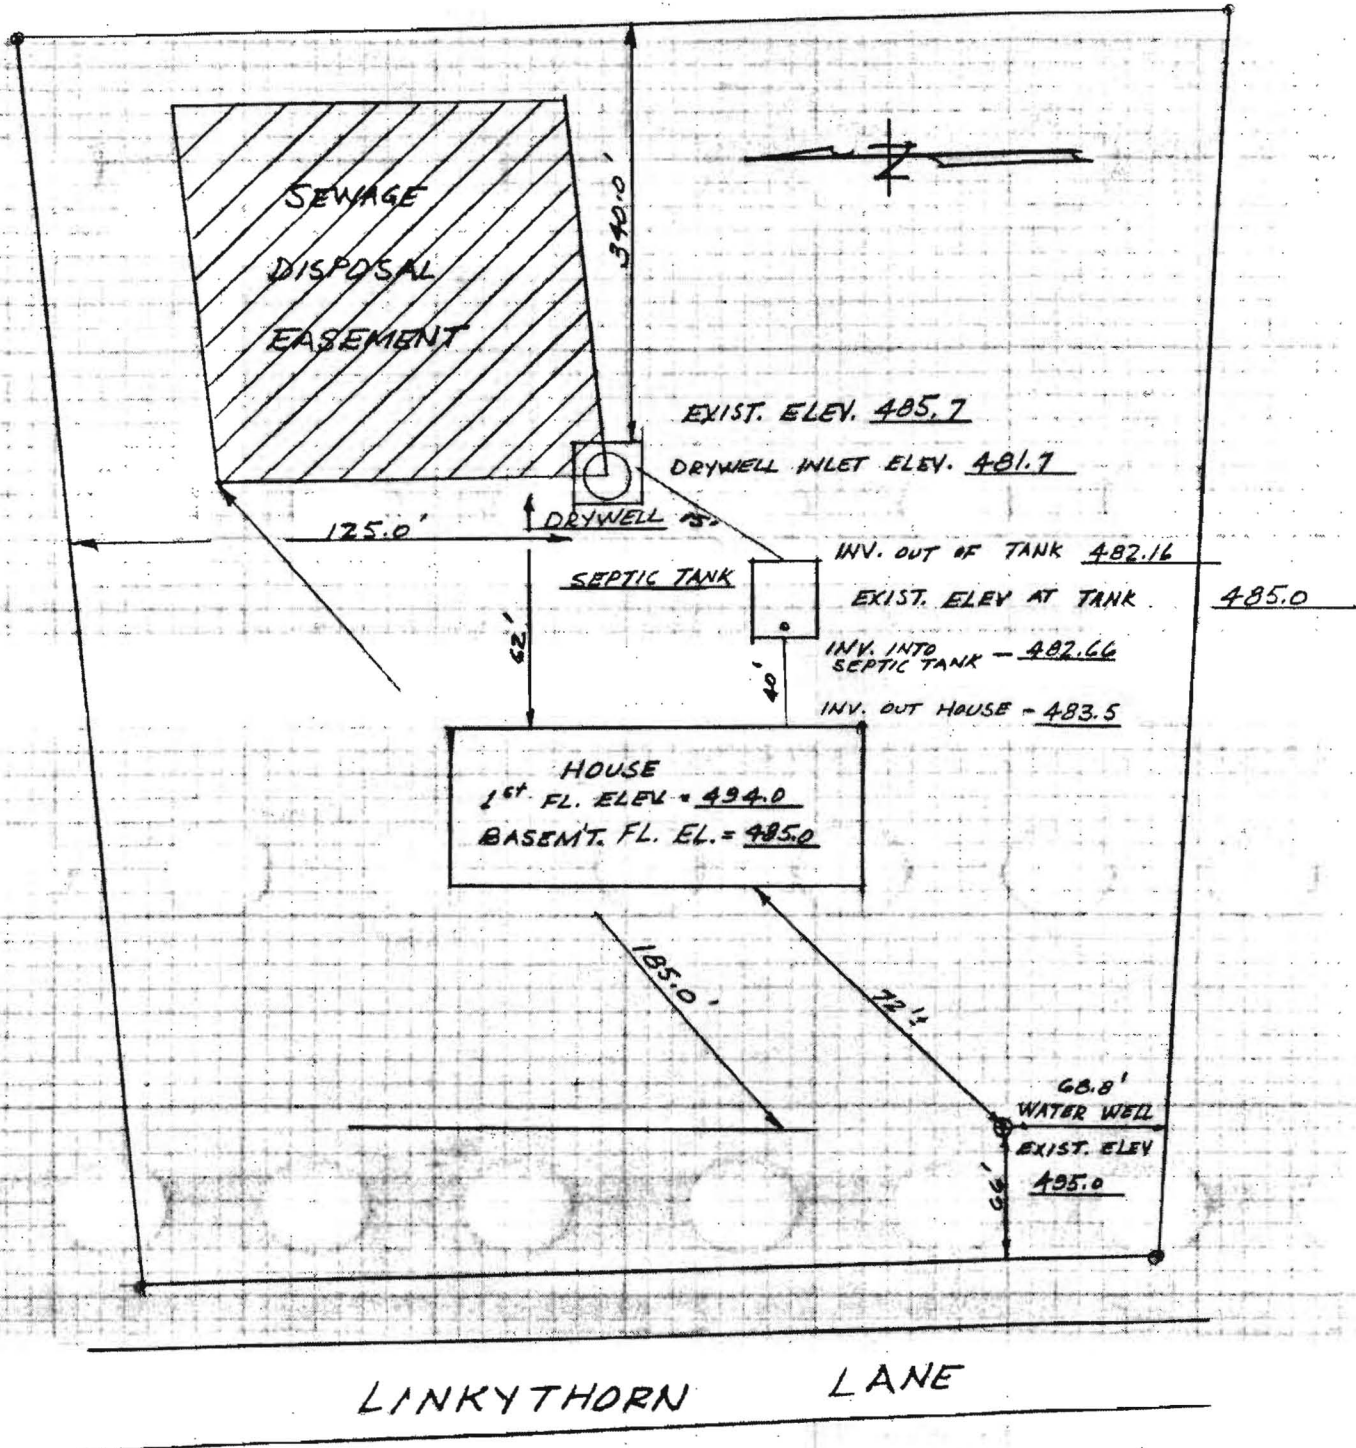 SEWAGE
DISPOSAL
EASEMENT
340.0'
N
EXIST. ELEV. 485.7
DRYWELL INLET ELEV. 481.7
DRYWELL
125.0'
INV. OUT OF TANK 482.16
SEPTIC TANK
EXIST. ELEV AT TANK 485.0
62'
INV. INTO
SEPTIC TANK - 482.66
40'
INV. OUT HOUSE - 483.5
HOUSE
1st FL. ELEV = 494.0
BASEM'T. FL. EL. = 485.0
185.0'
72'±
68.8'
WATER WELL
EXIST. ELEV
495.0
66'
LINKYTHORN LANE